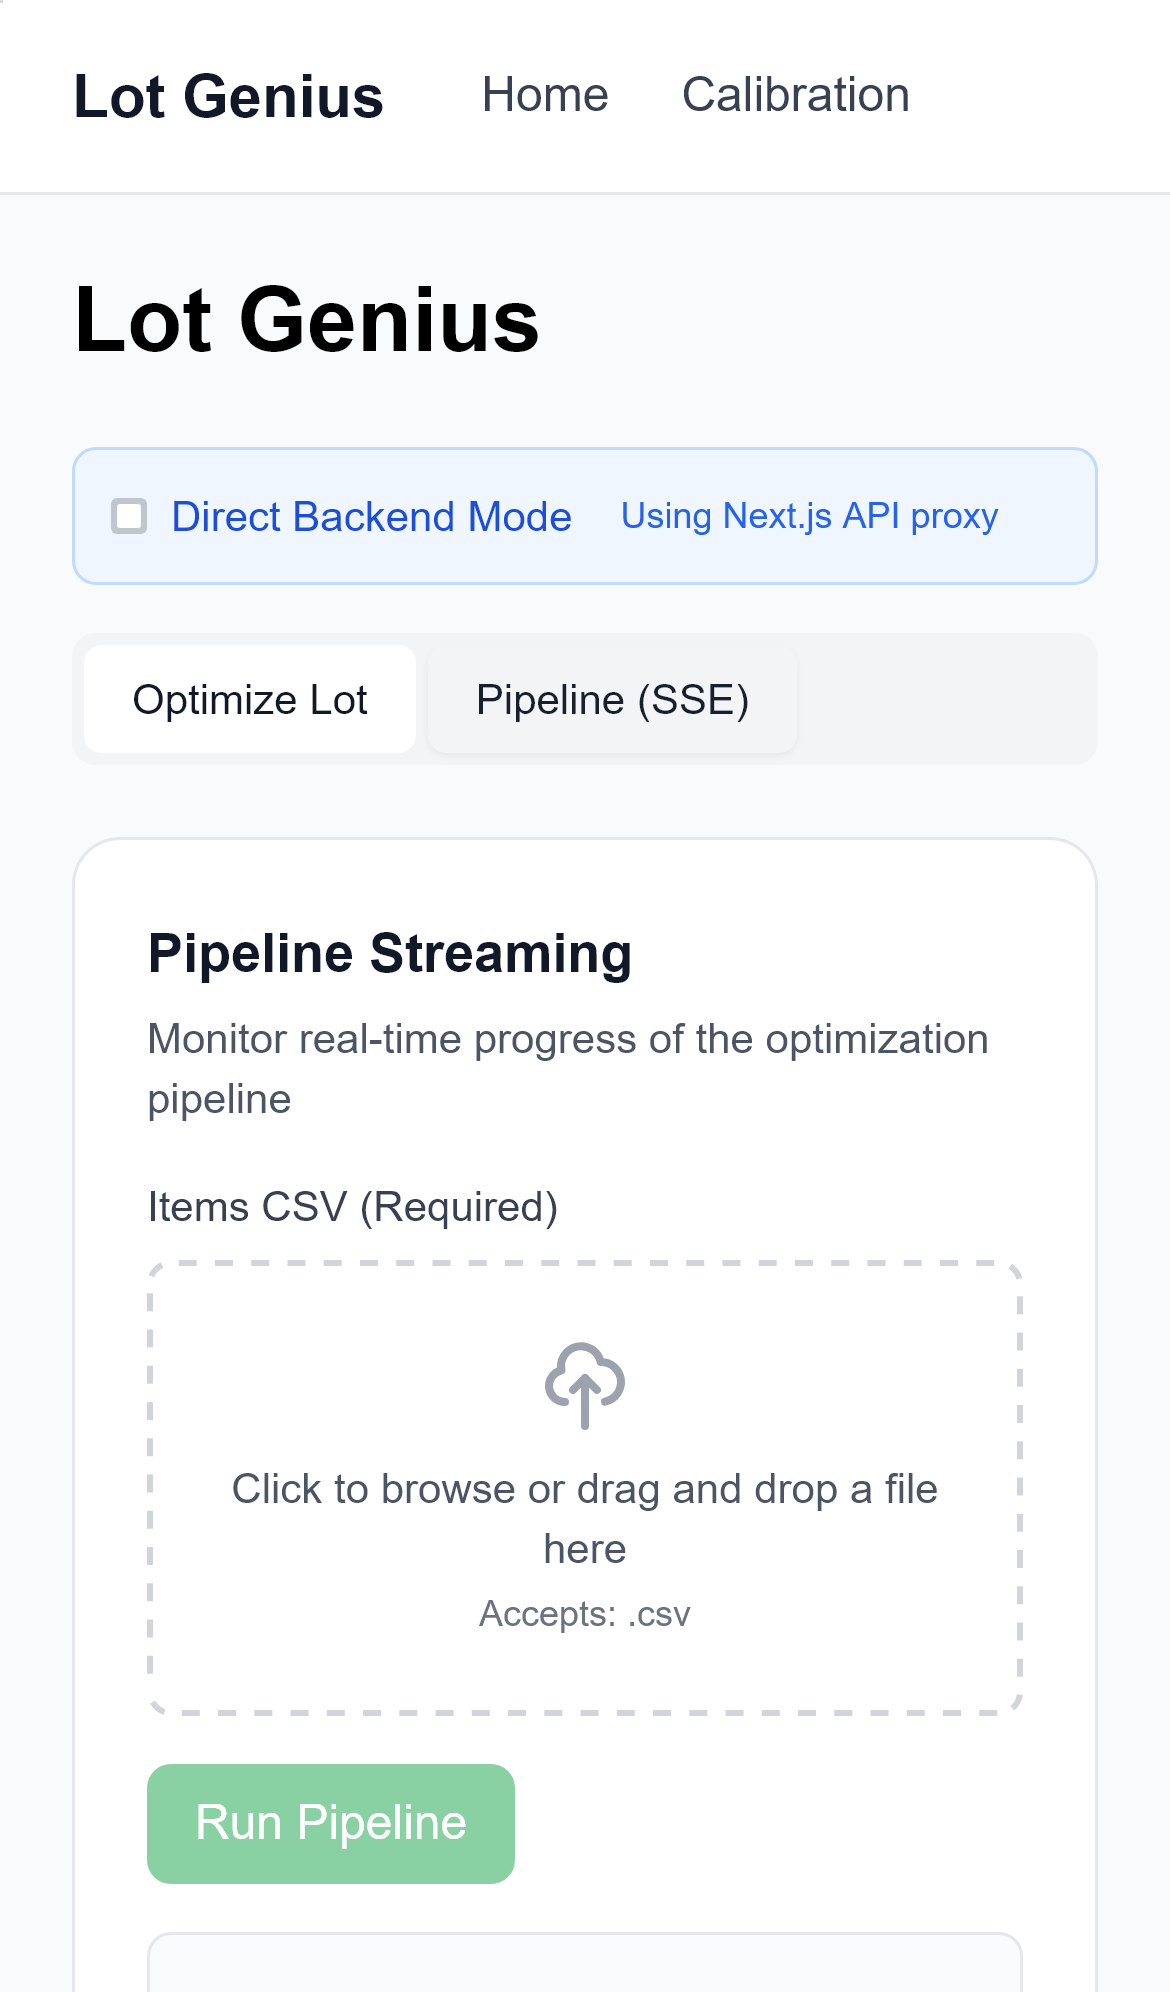 Lot Genius Home Calibration
Lot Genius
Direct Backend Mode Using Next.js API proxy
Optimize Lot Pipeline (SSE)
Pipeline Streaming
Monitor real-time progress of the optimization
pipeline
Items CSV (Required)
Click to browse or drag and drop a file
here
Accepts: .csv
Run Pipeline